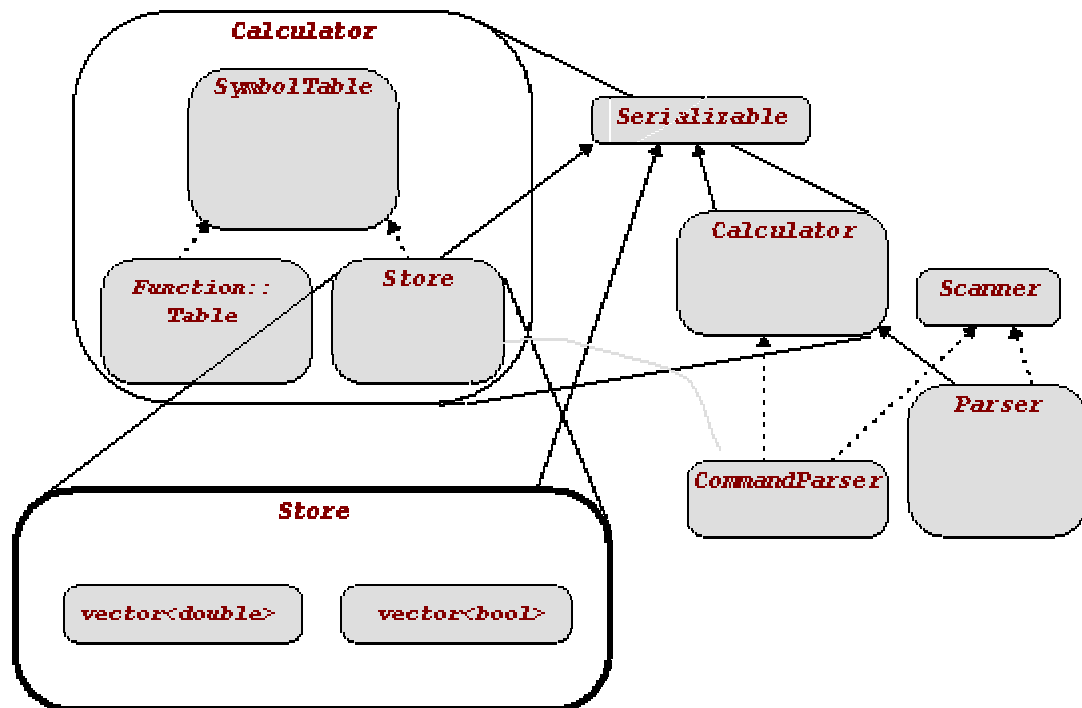 Calculator
SymbolTable
Serializable
Calculator
Function::
Table
Store
Scanner
Parser
CommandParser
Store
vector<double>
vector<bool>